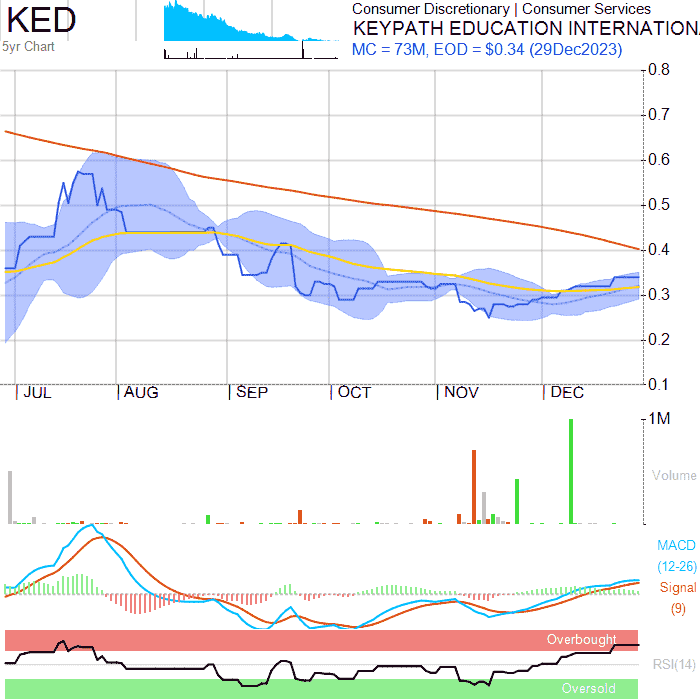 KED
5yr Chart
Consumer Discretionary | Consumer Services
KEYPATH EDUCATION INTERNATION
MC = 73M, EOD = $0.34 (29Dec2023)
0.8
0.7
0.6
0.5
0.4
0.3
0.2
0.1
JUL AUG SEP OCT NOV DEC
1M
Volume
MACD
(12-26)
Signal
(9)
Overbought
RSI(14)
Oversold